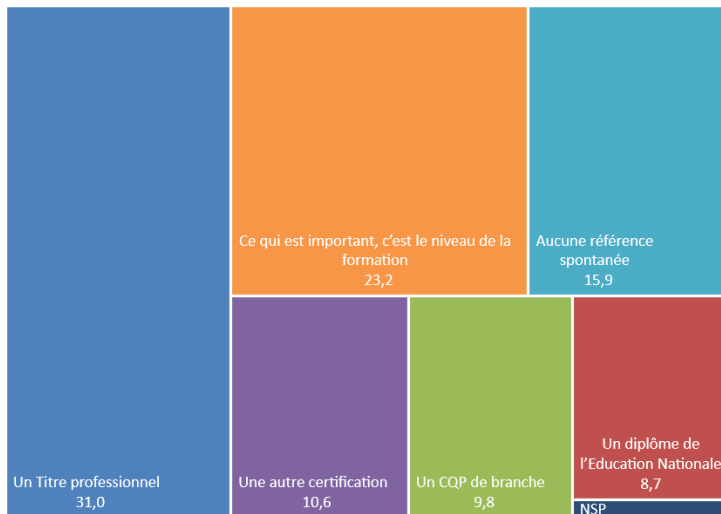 Ce qui est important, c’est le niveau de la
formation
23,2
Aucune référence
spontanée
15,9
Un Titre professionnel
31,0
Une autre certification
10,6
Un CQP de branche
9,8
Un diplôme de
l’Education Nationale
8,7
NSP